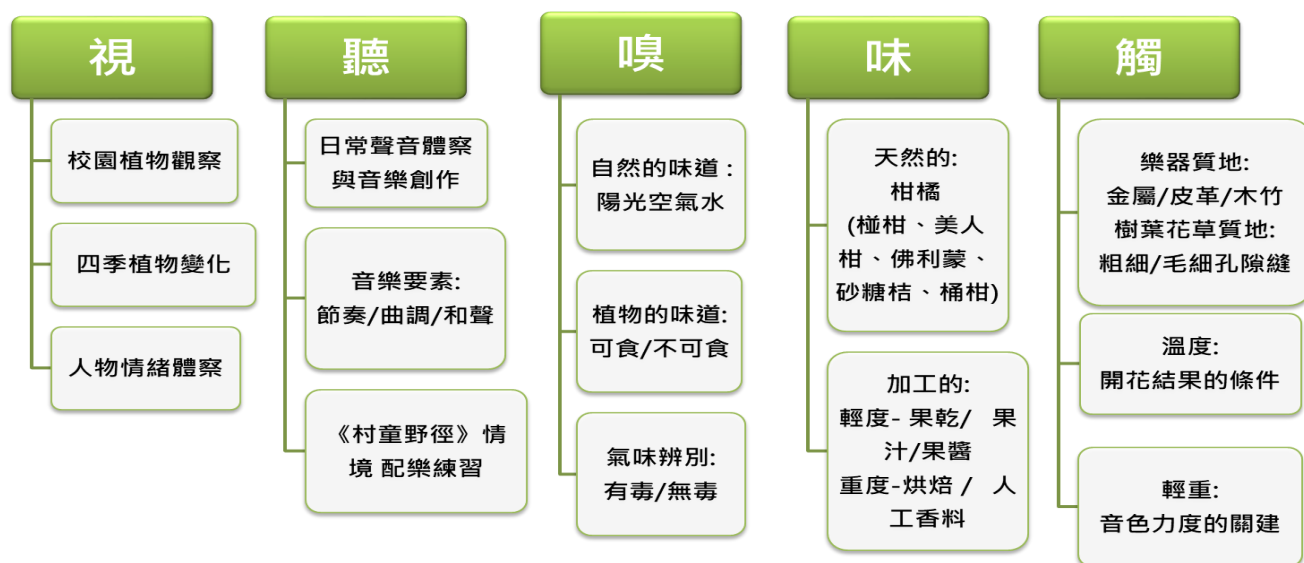 視
校園植物觀察
四季植物變化
人物情緒體察
聽
日常聲音體察
與音樂創作
音樂要素:
節奏/曲調/和聲
《村童野徑》情
境 配樂練習
嗅
自然的味道 :
陽光空氣水
植物的味道:
可食/不可食
氣味辨別:
有毒/無毒
味
天然的:
柑橘
(椪柑、美人
柑、佛利蒙、
砂糖桔、桶柑)
加工的:
輕度- 果乾/ 果
汁/果醬
重度-烘焙 / 人
工香料
觸
樂器質地:
金屬/皮革/木竹
樹葉花草質地:
粗細/毛細孔隙縫
溫度:
開花結果的條件
輕重:
音色力度的關建